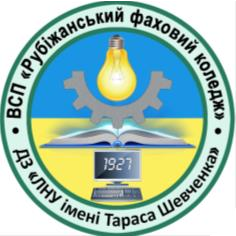 ВСП «Рубіжанський фаховий коледж»
ДЗ «ЛНУ імені Тараса Шевченка»
1927